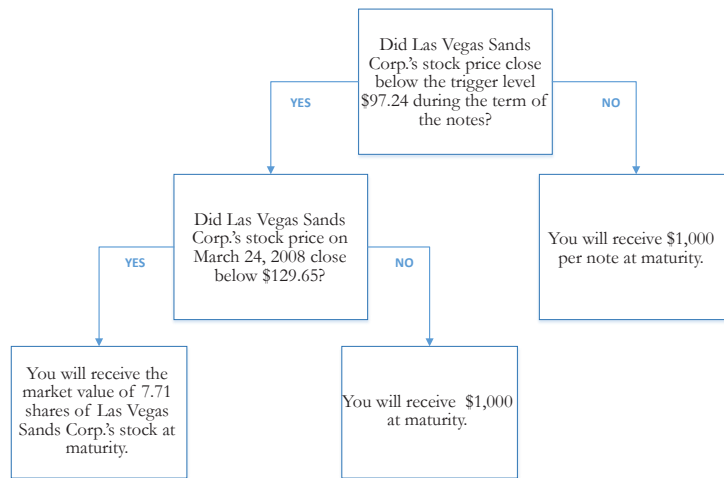 Did Las Vegas Sands
Corp.'s stock price close
below the trigger level
$97.24 during the term of
the notes?
YES
NO
Did Las Vegas Sands
Corp.'s stock price on
March 24, 2008 close
below $129.65?
You will receive $1,000
per note at maturity.
YES
NO
You will receive the
market value of 7.71
shares of Las Vegas
Sands Corp.'s stock at
maturity.
You will receive $1,000
at maturity.